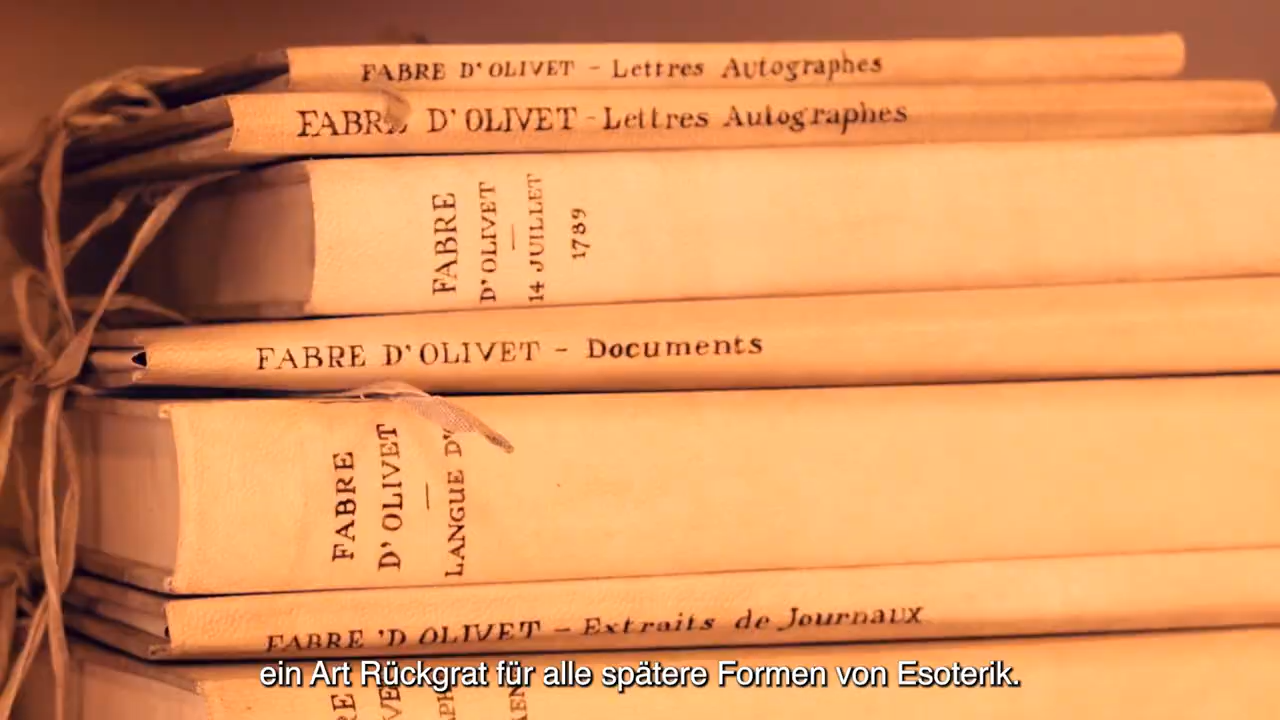 FABRE D'OLIVET - Lettres Autographes
FABRE D'OLIVET - Lettres Autographes
FABRE
D'OLIVET
—
14 JUILLET
1789
FABRE D'OLIVET - Documents
FABRE
D'OLIVET
—
LANGUE D'
FABRE 'D OLIVET - Extraits de Journaux
ein Art Rückgrat für alle spätere Formen von Esoterik.